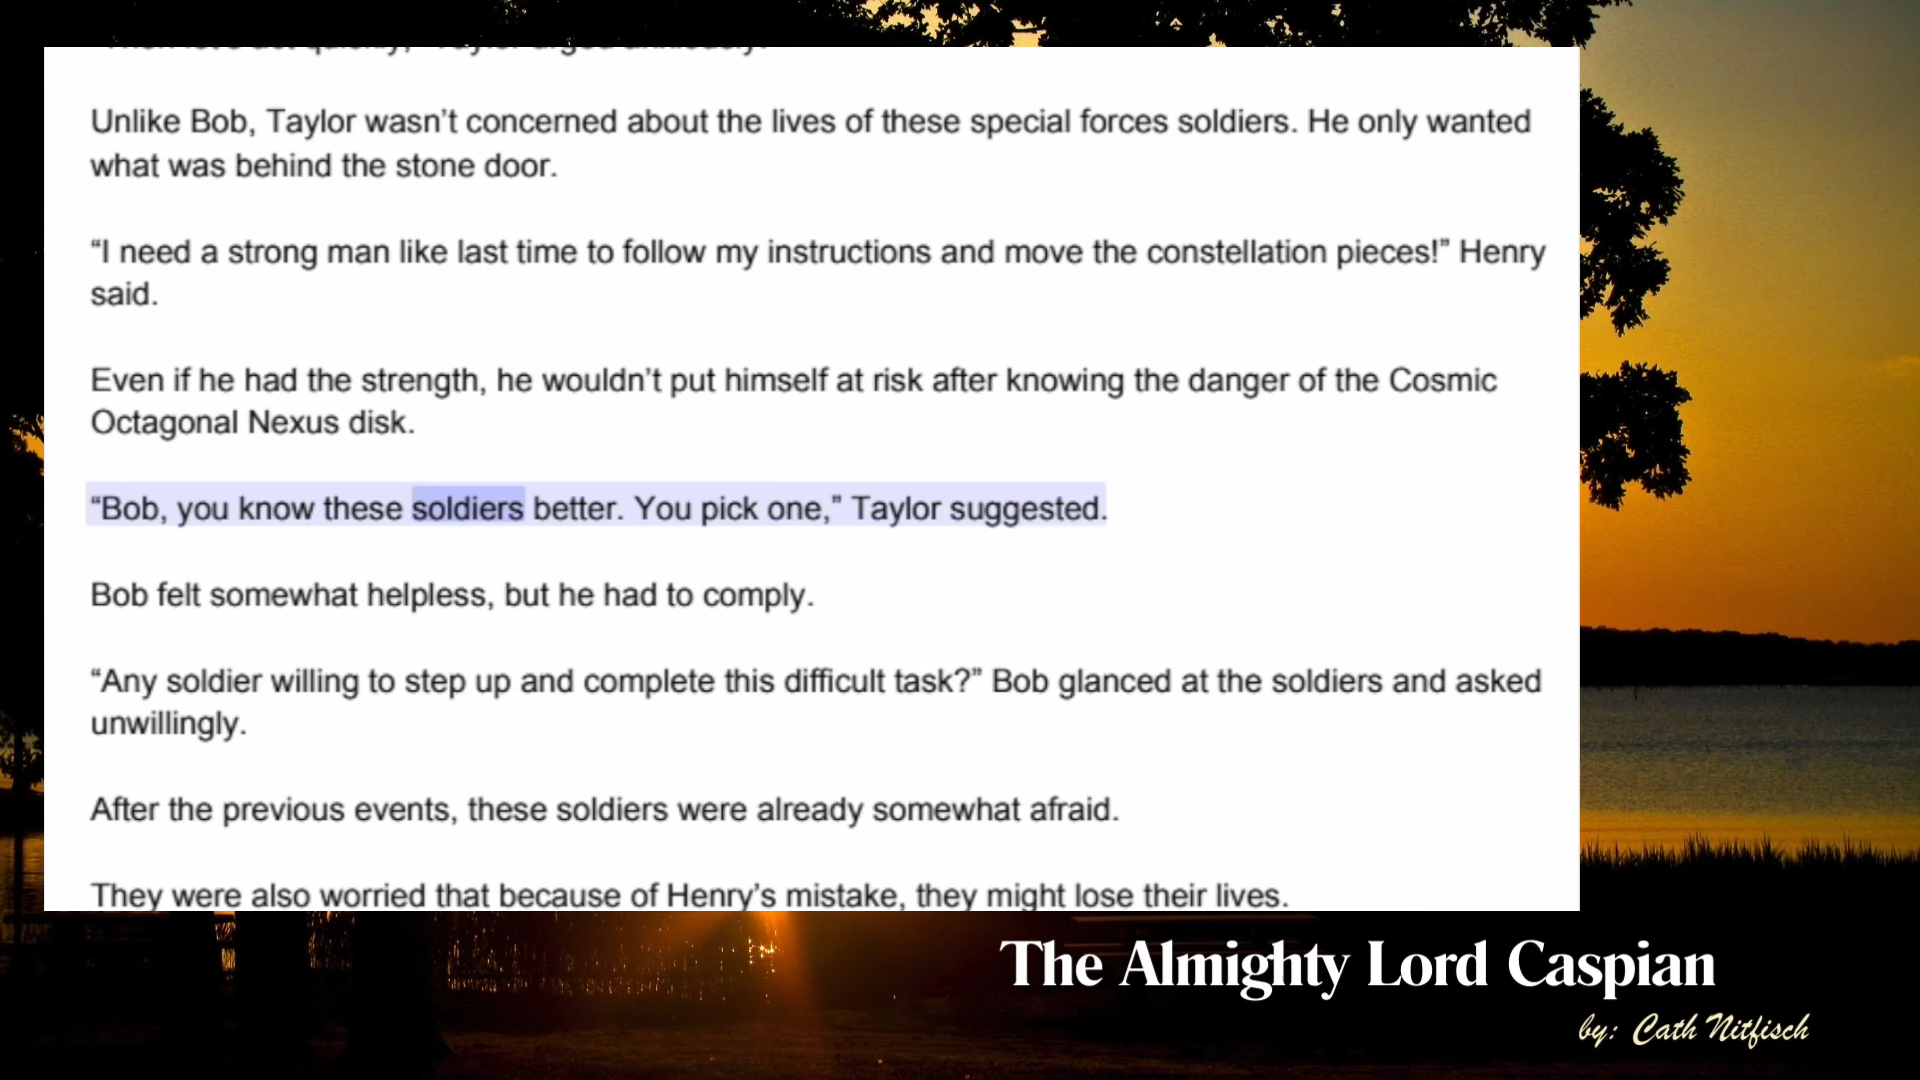 Unlike Bob, Taylor wasn’t concerned about the lives of these special forces soldiers. He only wanted
what was behind the stone door.
“I need a strong man like last time to follow my instructions and move the constellation pieces!” Henry
said.
Even if he had the strength, he wouldn’t put himself at risk after knowing the danger of the Cosmic
Octagonal Nexus disk.
“Bob, you know these soldiers better. You pick one,” Taylor suggested.
Bob felt somewhat helpless, but he had to comply.
“Any soldier willing to step up and complete this difficult task?” Bob glanced at the soldiers and asked
unwillingly.
After the previous events, these soldiers were already somewhat afraid.
They were also worried that because of Henry’s mistake, they might lose their lives.
The Almighty Lord Caspian
by: Cath Nitfisch